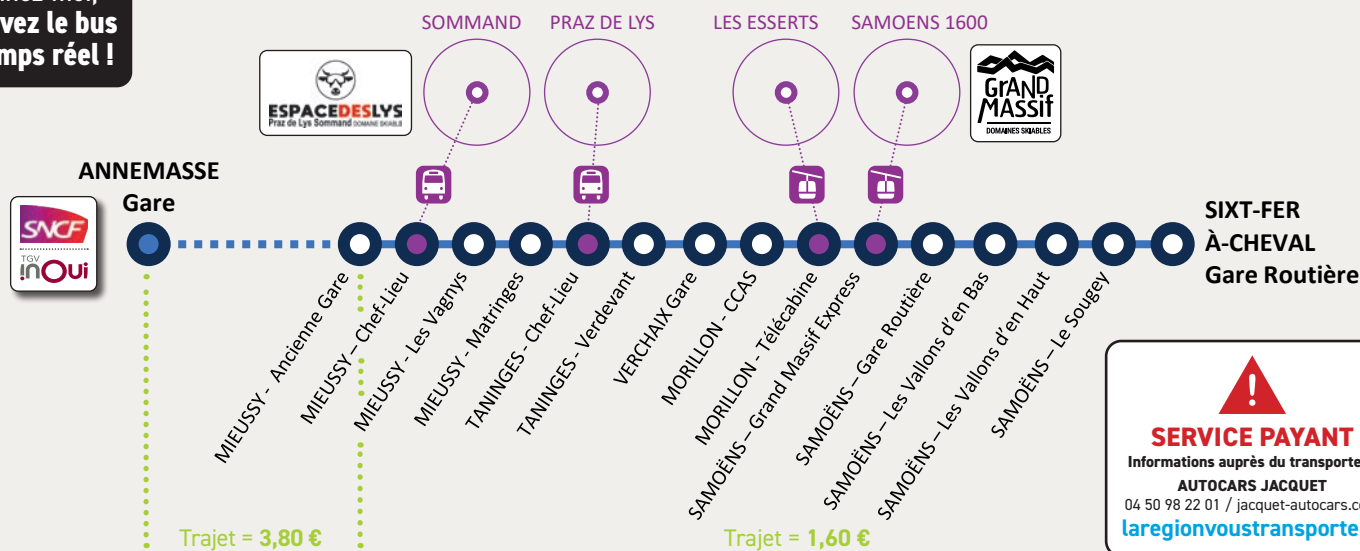 vez le bus
mps réel !
SOMMAND
PRAZ DE LYS
LES ESSERTS
SAMOENS 1600
ESPACEDESLYS
Praz de Lys Sommand DOMAINE SKIABLE
GRAND
MASSIF
DOMAINES SKIABLES
ANNEMASSE
Gare
SNCF
TGV
inOui
SIXT-FER
À-CHEVAL
Gare Routière
MIEUSSY - Ancienne Gare
MIEUSSY – Chef-Lieu
MIEUSSY - Les Vagnys
MIEUSSY - Matringes
TANINGES - Chef-Lieu
TANINGES - Verdevant
VERCHAIX Gare
MORILLON - CCAS
MORILLON - Télécabine
SAMOËNS – Grand Massif Express
SAMOËNS – Gare Routière
SAMOËNS – Les Vallons d'en Bas
SAMOËNS – Les Vallons d'en Haut
SAMOËNS – Le Sougey
Trajet = 3,80 €
Trajet = 1,60 €
!
SERVICE PAYANT
Informations auprès du transporte
AUTOCARS JACQUET
04 50 98 22 01 / jacquet-autocars.c
laregionvoustransporte